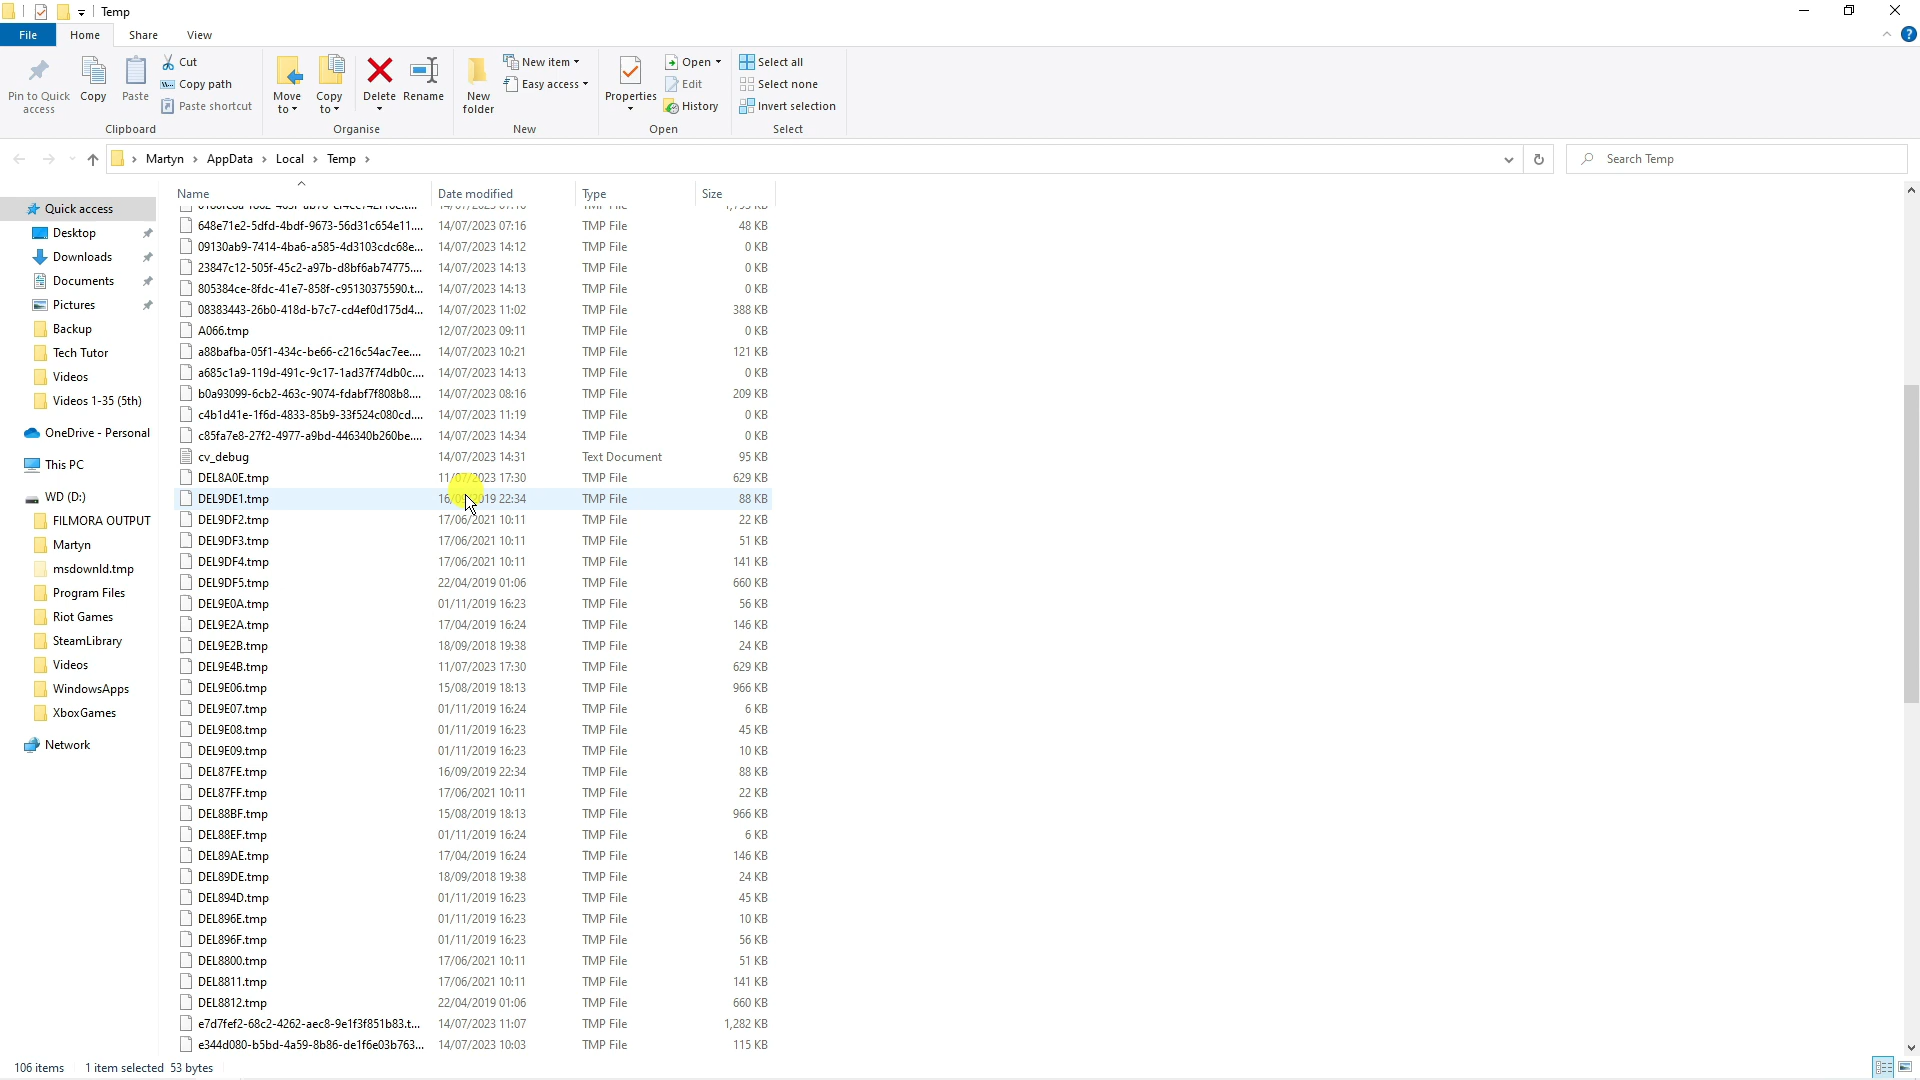 Temp
File Home Share View
Pin to Quick access
Copy
Paste
Cut
Copy path
Paste shortcut
Clipboard
Move to
Copy to
Delete
Rename
Organise
New folder
New item
Easy access
New
Properties
Open
Edit
History
Open
Select all
Select none
Invert selection
Select
Martyn > AppData > Local > Temp >
Search Temp
Quick access
Desktop
Downloads
Documents
Pictures
Backup
Tech Tutor
Videos
Videos 1-35 (5th)
OneDrive - Personal
This PC
WD (D:)
FILMORA OUTPUT
Martyn
msdownld.tmp
Program Files
Riot Games
SteamLibrary
Videos
WindowsApps
XboxGames
Network
Name Date modified Type Size
648e71e2-5dfd-4bdf-9673-56d31c654e11.... 14/07/2023 07:16 TMP File 48 KB
09130ab9-7414-4ba6-a585-4d3103cdc68e... 14/07/2023 14:12 TMP File 0 KB
23847c12-505f-45c2-a97b-d8bf6ab74775.... 14/07/2023 14:13 TMP File 0 KB
805384ce-8fdc-41e7-858f-c95130375590.t... 14/07/2023 14:13 TMP File 0 KB
08383443-26b0-418d-b7c7-cd4ef0d175d4... 14/07/2023 11:02 TMP File 388 KB
A066.tmp 12/07/2023 09:11 TMP File 0 KB
a88bafba-05f1-434c-be66-c216c54ac7ee.... 14/07/2023 10:21 TMP File 121 KB
a685c1a9-119d-491c-9c17-1ad37f74db0c.... 14/07/2023 14:13 TMP File 0 KB
b0a93099-6cb2-463c-9074-fdabf7f808b8.... 14/07/2023 08:16 TMP File 209 KB
c4b1d41e-1f6d-4833-85b9-33f524c080cd.... 14/07/2023 11:19 TMP File 0 KB
c85fa7e8-27f2-4977-a9bd-446340b260be.... 14/07/2023 14:34 TMP File 0 KB
cv_debug 14/07/2023 14:31 Text Document 95 KB
DEL8A0E.tmp 11/07/2023 17:30 TMP File 629 KB
DEL9DE1.tmp 16/09/2019 22:34 TMP File 88 KB
DEL9DF2.tmp 17/06/2021 10:11 TMP File 22 KB
DEL9DF3.tmp 17/06/2021 10:11 TMP File 51 KB
DEL9DF4.tmp 17/06/2021 10:11 TMP File 141 KB
DEL9DF5.tmp 22/04/2019 01:06 TMP File 660 KB
DEL9E0A.tmp 01/11/2019 16:23 TMP File 56 KB
DEL9E2A.tmp 17/04/2019 16:24 TMP File 146 KB
DEL9E2B.tmp 18/09/2018 19:38 TMP File 24 KB
DEL9E4B.tmp 11/07/2023 17:30 TMP File 629 KB
DEL9E06.tmp 15/08/2019 18:13 TMP File 966 KB
DEL9E07.tmp 01/11/2019 16:24 TMP File 6 KB
DEL9E08.tmp 01/11/2019 16:23 TMP File 45 KB
DEL9E09.tmp 01/11/2019 16:23 TMP File 10 KB
DEL87FE.tmp 16/09/2019 22:34 TMP File 88 KB
DEL87FF.tmp 17/06/2021 10:11 TMP File 22 KB
DEL88BF.tmp 15/08/2019 18:13 TMP File 966 KB
DEL88EF.tmp 01/11/2019 16:24 TMP File 6 KB
DEL89AE.tmp 17/04/2019 16:24 TMP File 146 KB
DEL89DE.tmp 18/09/2018 19:38 TMP File 24 KB
DEL894D.tmp 01/11/2019 16:23 TMP File 45 KB
DEL896E.tmp 01/11/2019 16:23 TMP File 10 KB
DEL896F.tmp 01/11/2019 16:23 TMP File 56 KB
DEL8800.tmp 17/06/2021 10:11 TMP File 51 KB
DEL8811.tmp 17/06/2021 10:11 TMP File 141 KB
DEL8812.tmp 22/04/2019 01:06 TMP File 660 KB
e7d7fef2-68c2-4262-aec8-9e1f3f851b83.t... 14/07/2023 11:07 TMP File 1,282 KB
e344d080-b5bd-4a59-8b86-de1f6e03b763... 14/07/2023 10:03 TMP File 115 KB
106 items 1 item selected 53 bytes